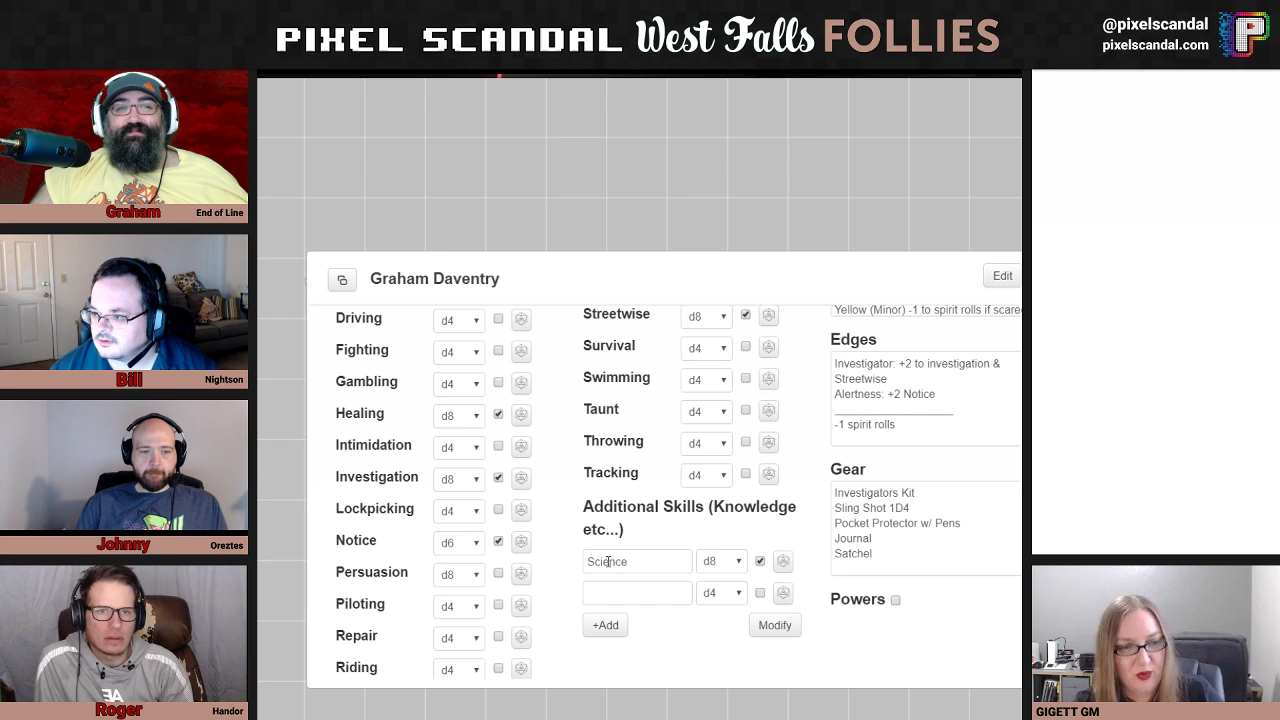 PIXEL SCANDAL West Falls FOLLIES
@pixelscandal
pixelscandal.com
Graham
End of Line
Bill
Nightson
Johnny
Oreztes
Roger
Handor
GIGETT GM
Graham Daventry
Edit
Driving d4
Fighting d4
Gambling d4
Healing d8
Intimidation d4
Investigation d8
Lockpicking d4
Notice d6
Persuasion d8
Piloting d4
Repair d4
Riding d4
Streetwise d8
Survival d4
Swimming d4
Taunt d4
Throwing d4
Tracking d4
Additional Skills (Knowledge
etc...)
Science d8
d4
+Add
Modify
Yellow (Minor) -1 to spirit rolls if scared
Edges
Investigator: +2 to investigation &
Streetwise
Alertness: +2 Notice
-1 spirit rolls
Gear
Investigators Kit
Sling Shot 1D4
Pocket Protector w/ Pens
Journal
Satchel
Powers